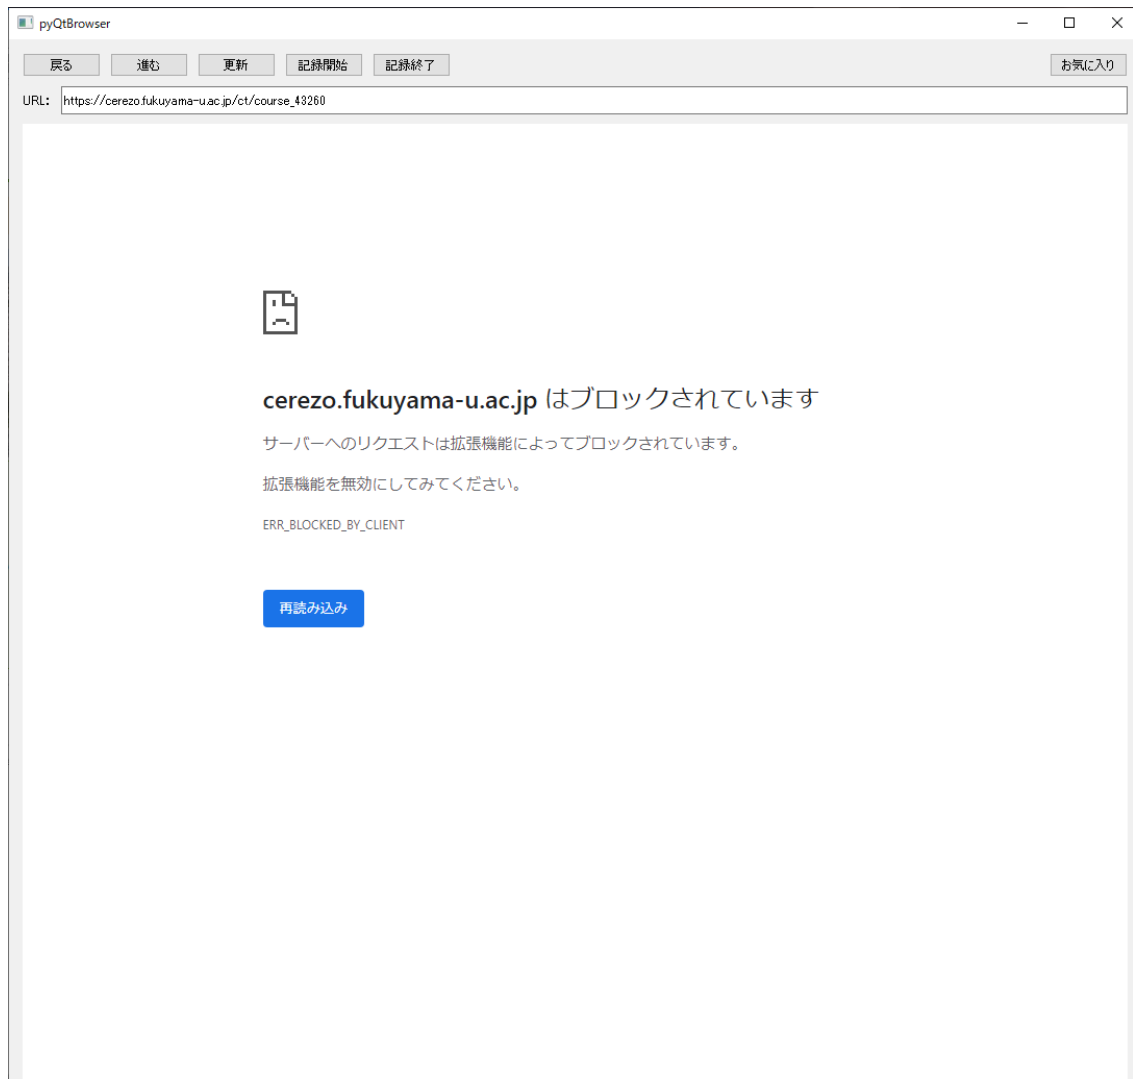 pyQtBrowser
戻る 進む 更新 記録開始 記録終了 お気に入り
URL: https://cerezo.fukuyama-u.ac.jp/ct/course_43260
cerezo.fukuyama-u.ac.jp はブロックされています
サーバーへのリクエストは拡張機能によってブロックされています。
拡張機能を無効にしてみてください。
ERR_BLOCKED_BY_CLIENT
再読み込み